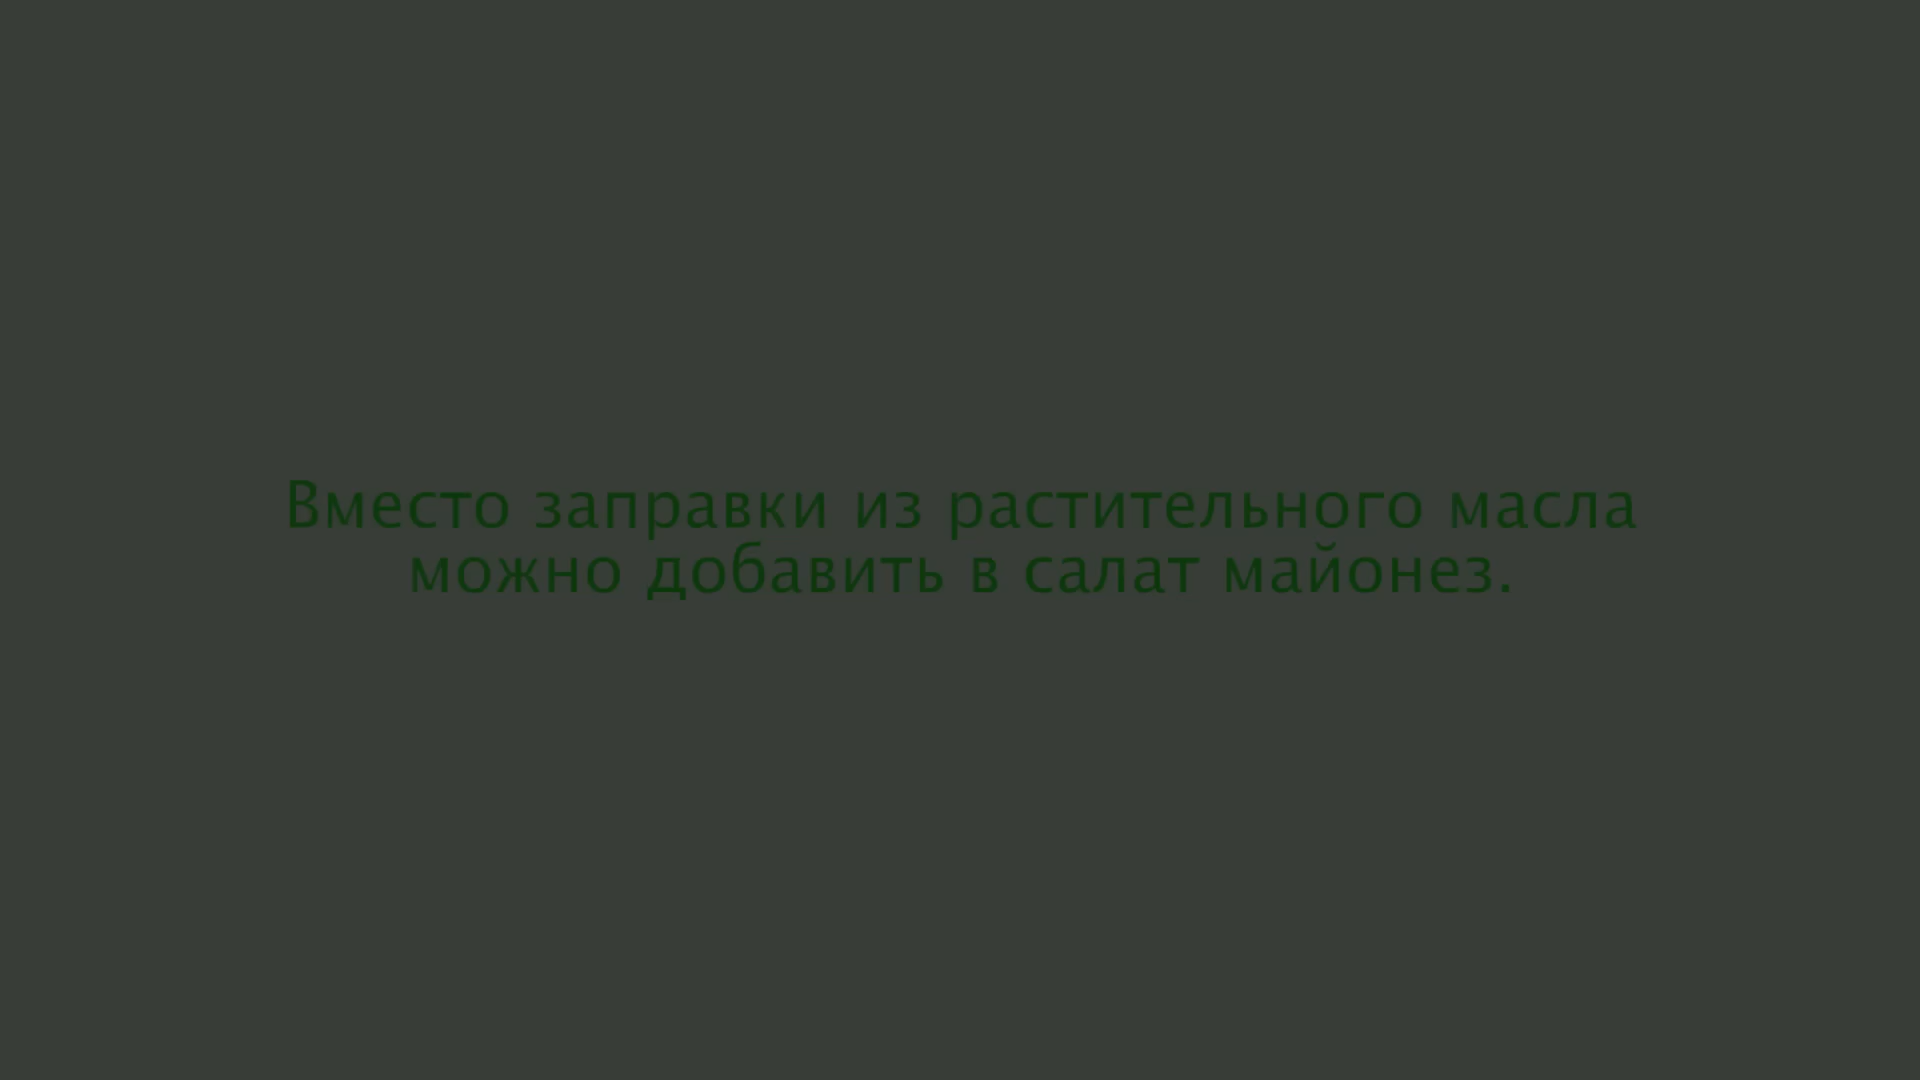 Вместо заправки из растительного масла
можно добавить в салат майонез.